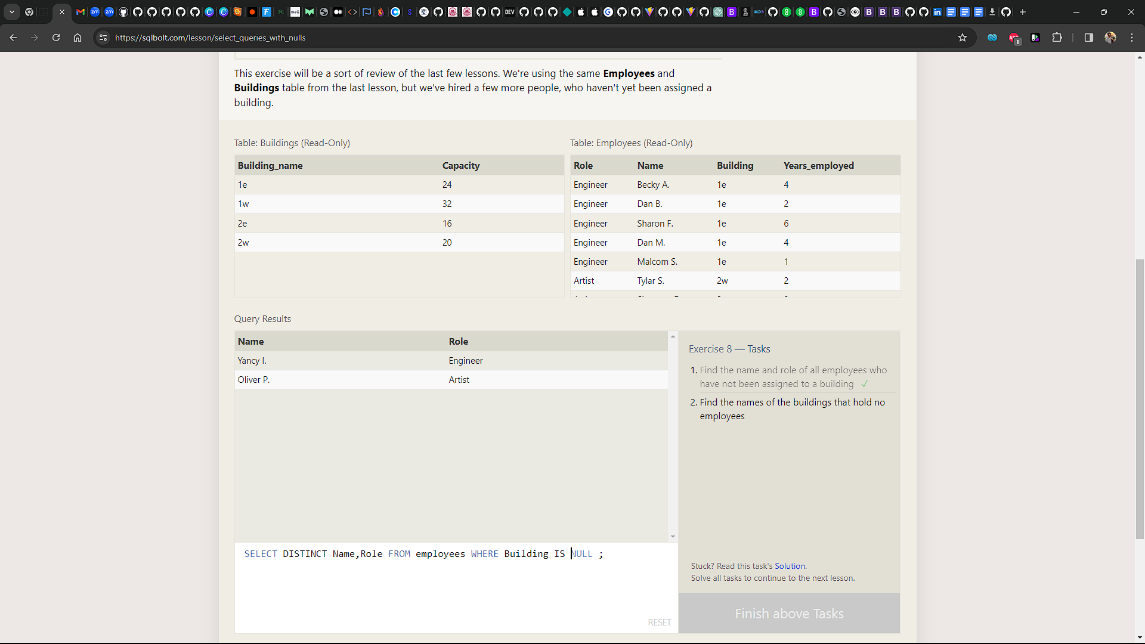 https://sqlbolt.com/lesson/select_queries_with_nulls
This exercise will be a sort of review of the last few lessons. We're using the same Employees and
Buildings table from the last lesson, but we've hired a few more people, who haven't yet been assigned a
building.
Table: Buildings (Read-Only)
Building_name Capacity
1e 24
1w 32
2e 16
2w 20
Table: Employees (Read-Only)
Role Name Building Years_employed
Engineer Becky A. 1e 4
Engineer Dan B. 1e 2
Engineer Sharon F. 1e 6
Engineer Dan M. 1e 4
Engineer Malcom S. 1e 1
Artist Tylar S. 2w 2
Query Results
Name Role
Yancy I. Engineer
Oliver P. Artist
Exercise 8 — Tasks
1. Find the name and role of all employees who
have not been assigned to a building ✓
2. Find the names of the buildings that hold no
employees
SELECT DISTINCT Name,Role FROM employees WHERE Building IS NULL ;
RESET
Stuck? Read this task's Solution.
Solve all tasks to continue to the next lesson.
Finish above Tasks